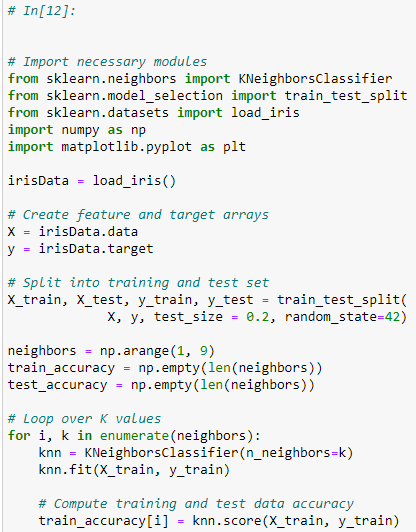 # In[12]:
# Import necessary modules
from sklearn.neighbors import KNeighborsClassifier
from sklearn.model_selection import train_test_split
from sklearn.datasets import load_iris
import numpy as np
import matplotlib.pyplot as plt
irisData = load_iris()
# Create feature and target arrays
X = irisData.data
y = irisData.target
# Split into training and test set
X_train, X_test, y_train, y_test = train_test_split(
             X, y, test_size = 0.2, random_state=42)
neighbors = np.arange(1, 9)
train_accuracy = np.empty(len(neighbors))
test_accuracy = np.empty(len(neighbors))
# Loop over K values
for i, k in enumerate(neighbors):
    knn = KNeighborsClassifier(n_neighbors=k)
    knn.fit(X_train, y_train)
    # Compute training and test data accuracy
    train_accuracy[i] = knn.score(X_train, y_train)